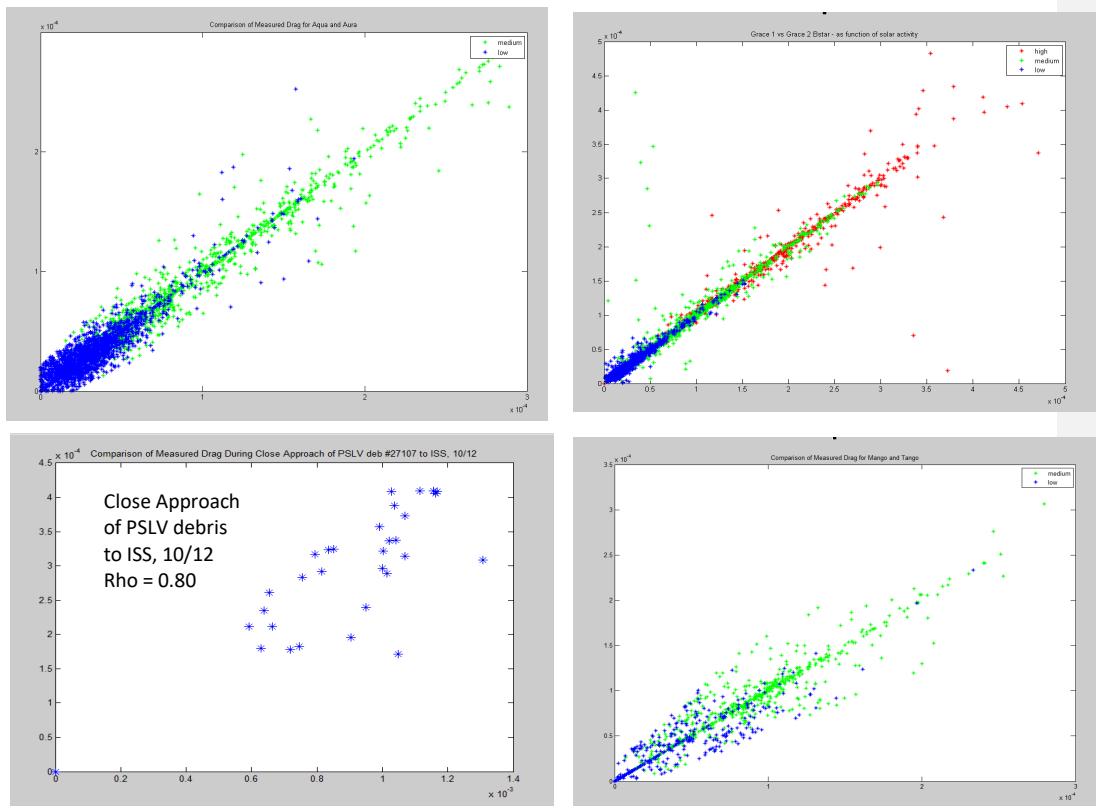 x 10⁻⁴
Comparison of Measured Drag for Aqua and Aura
medium
low
2
1
0
0
1
2
3
x 10⁻⁴
x 10⁻⁴
Grace 1 vs Grace 2 Bstar - as function of solar activity
high
medium
low
5
4.5
4
3.5
3
2.5
2
1.5
1
0.5
0
0
0.5
1
1.5
2
2.5
3
3.5
4
4.5
5
x 10⁻⁴
x 10⁻⁴
Comparison of Measured Drag During Close Approach of PSLV deb #27107 to ISS, 10/12
Close Approach
of PSLV debris
to ISS, 10/12
Rho = 0.80
4.5
4
3.5
3
2.5
2
1.5
1
0.5
0
0
0.2
0.4
0.6
0.8
1
1.2
1.4
x 10⁻³
x 10⁻⁴
Comparison of Measured Drag for Mango and Tango
medium
low
3.5
3
2.5
2
1.5
1
0.5
0
0
1
2
3
x 10⁻⁴